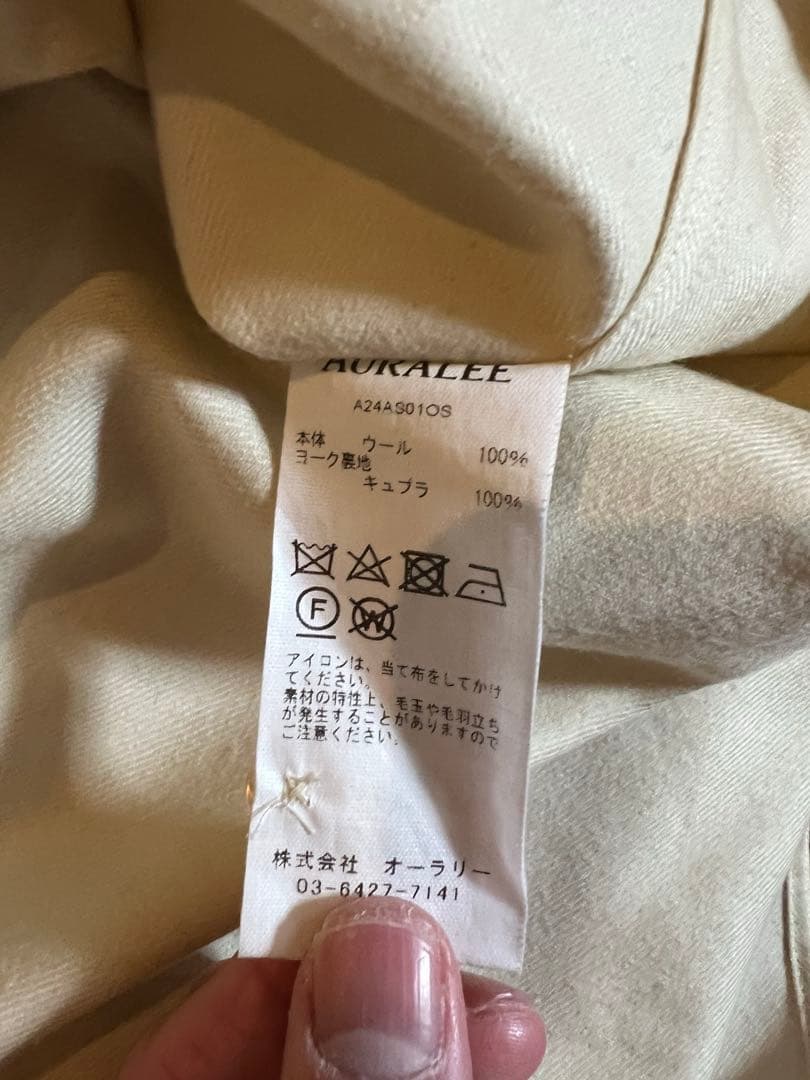 AURALEE
A24AS01OS
本体 ウール 100%
ヨーク裏地
キュプラ 100%
F W
アイロンは、当て布をしてかけ
てください。
素材の特性上、毛玉や毛羽立ち
が発生することがありますので
ご注意ください。
株式会社 オーラリー
03-6427-7141